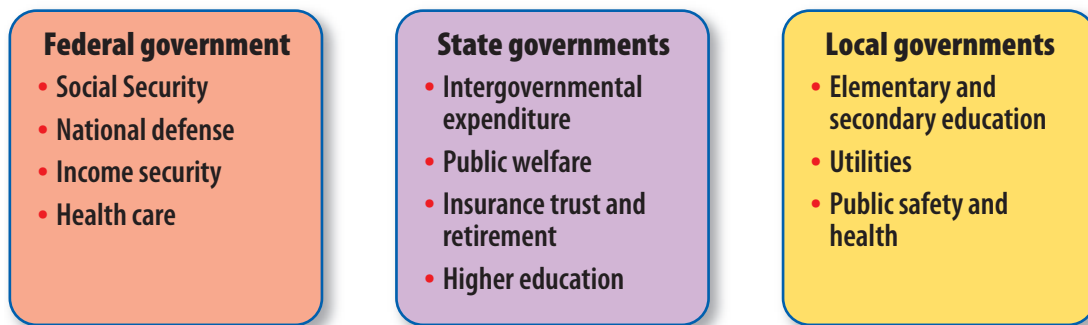 Federal government
• Social Security
• National defense
• Income security
• Health care
State governments
• Intergovernmental
expenditure
• Public welfare
• Insurance trust and
retirement
• Higher education
Local governments
• Elementary and
secondary education
• Utilities
• Public safety and
health